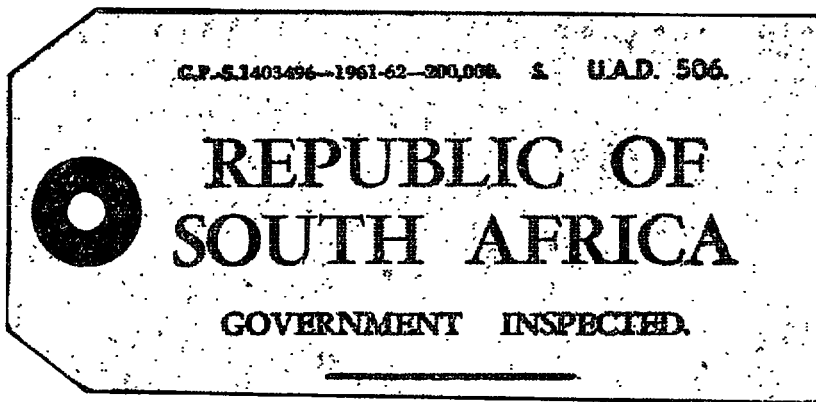 G.P.-S.1403496—1961-62—200,000. S. U.A.D. 506.
REPUBLIC OF
SOUTH AFRICA
GOVERNMENT INSPECTED.